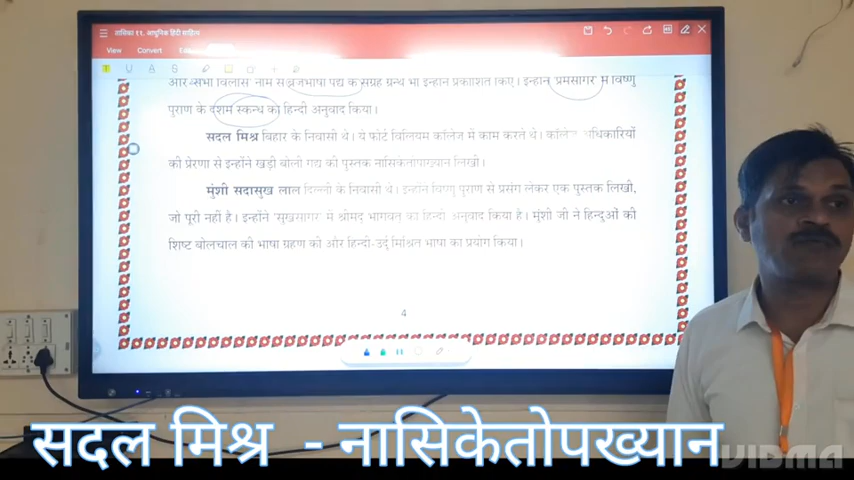 तासिका ११. आधुनिक हिंदी साहित्य
View Convert
और सभा विलास नाम से ब्रजभाषा पद्य के संग्रह ग्रन्थ भी इन्होंने प्रकाशित किए। इन्होंने 'प्रेमसागर' में विष्णु
पुराण के दशम स्कन्ध का हिन्दी अनुवाद किया।
सदल मिश्र बिहार के निवासी थे। ये फोर्ट विलियम कॉलेज में काम करते थे। कॉलेज अधिकारियों
की प्रेरणा से इन्होंने खड़ी बोली गद्य की पुस्तक नासिकेतोपाख्यान लिखी।
मुंशी सदासुख लाल दिल्ली के निवासी थे। इन्होंने विष्णु पुराण से प्रसंग लेकर एक पुस्तक लिखी,
जो पूरी नहीं है। इन्होंने 'सुखसागर' में श्रीमद् भागवत् का हिन्दी अनुवाद किया है। मुंशी जी ने हिन्दुओं की
शिष्ट बोलचाल की भाषा ग्रहण की और हिन्दी-उर्दु मिश्रित भाषा का प्रयोग किया।
4
सदल मिश्र - नासिकेतोपख्यान
VIDMA